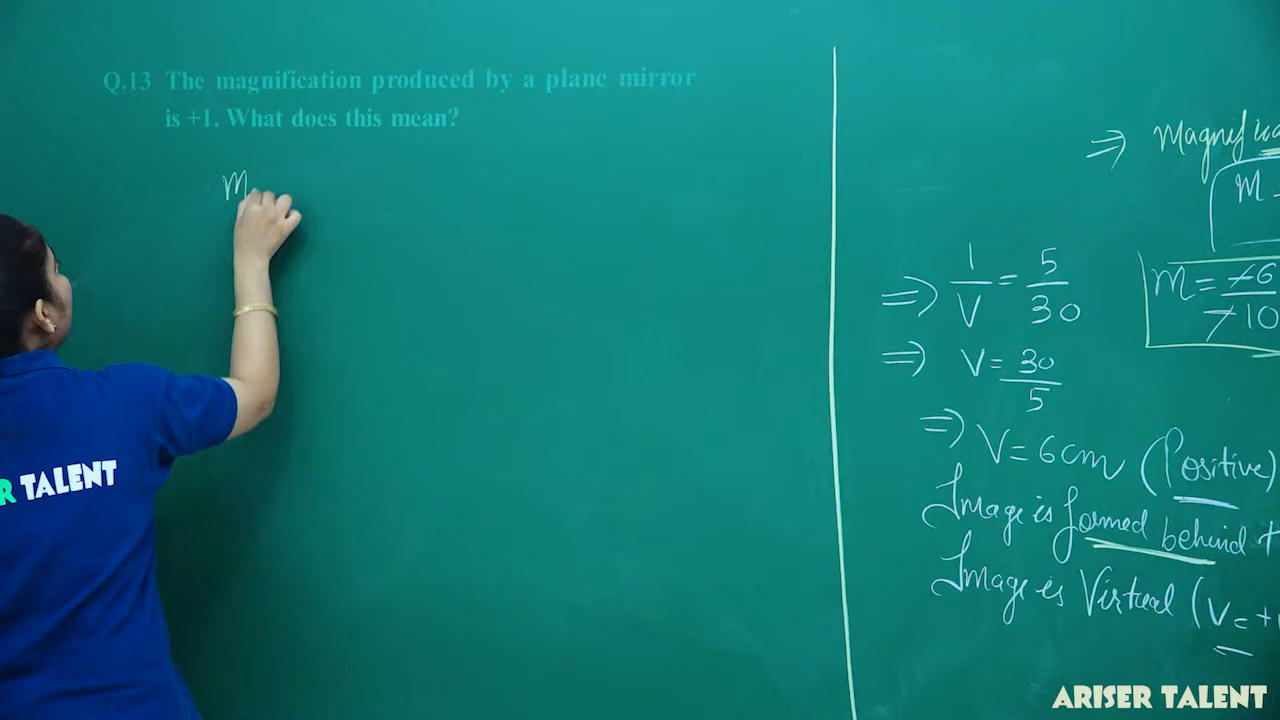 Q.13 The magnification produced by a plane mirror
is +1. What does this mean?
M
R TALENT
⇒ Magnifica
M -
⇒ 1/V = 5/30
M = -6/-10
⇒ V = 30/5
⇒ V = 6cm (Positive)
Image is formed behind t
Image is Virtual (V = +
ARISER TALENT